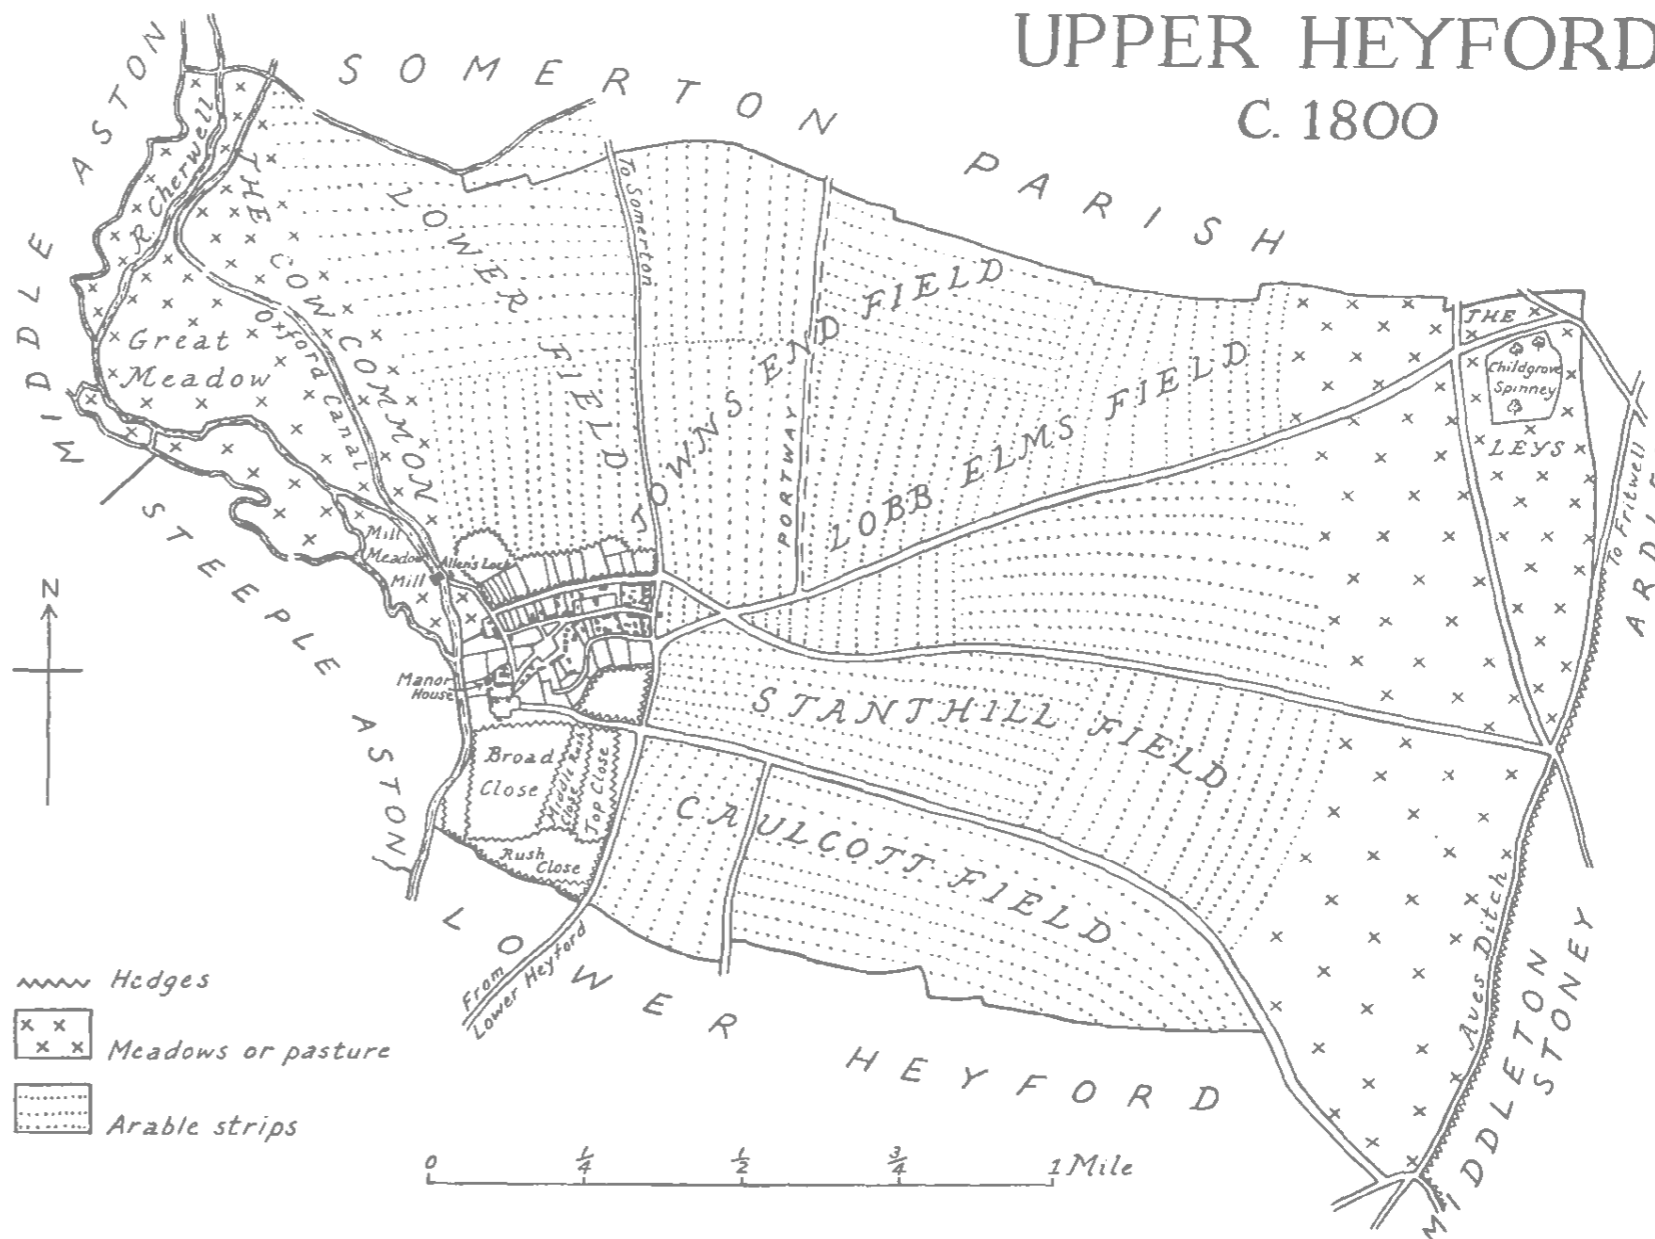 UPPER HEYFORD
C. 1800
SOMERTON PARISH
MIDDLE ASTON
R. Cherwell
THE COW COMMON
LOWER FIELD
To Somerton
TOWNS END FIELD
PORTWAY
LOBB ELMS FIELD
THE
Childgrove
Spinney
LEYS
To Fritwell
Great
Meadow
Oxford Canal
STEEPLE ASTON
Mill
Meadow
Allen's Lock
Mill
Manor
House
STANTHILL FIELD
Broad
Close
Middle Rush
Close
Top Close
Rush
Close
CAULCOTT FIELD
From
Lower Heyford
LOWER HEYFORD
Aves Ditch
MIDDLETON
STONEY
N
Hedges
Meadows or pasture
Arable strips
0 1/4 1/2 3/4 1 Mile